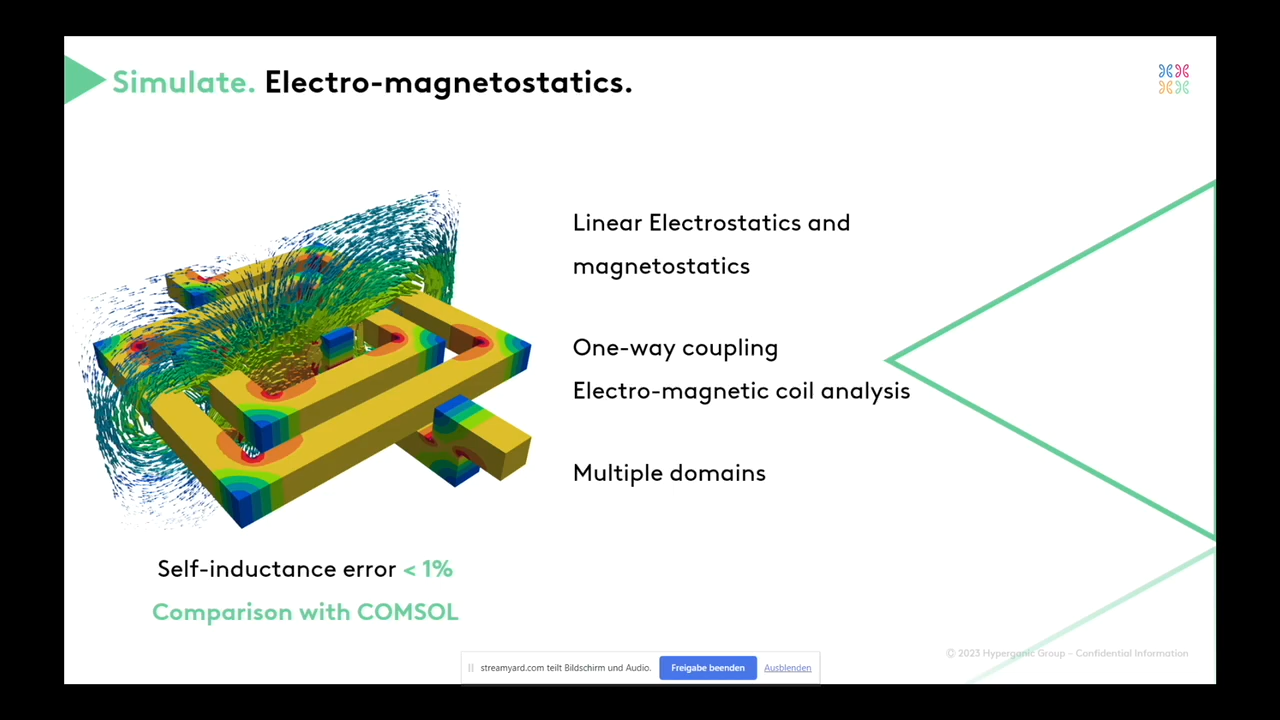 Simulate. Electro-magnetostatics.
Linear Electrostatics and
magnetostatics
One-way coupling
Electro-magnetic coil analysis
Multiple domains
Self-inductance error < 1%
Comparison with COMSOL
© 2023 Hyperganic Group – Confidential Information
streamyard.com teilt Bildschirm und Audio. Freigabe beenden Ausblenden